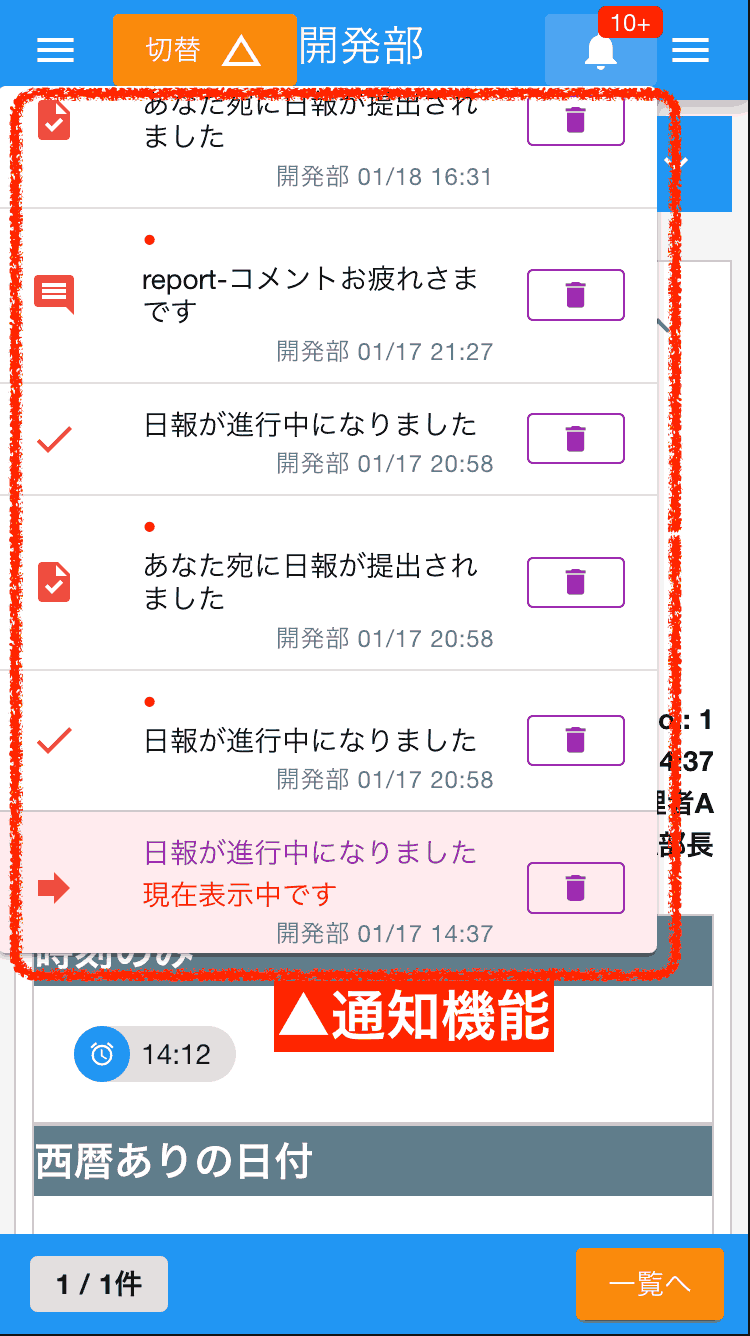 切替 △ 開発部
10+
あなた宛に日報が提出され
ました
開発部 01/18 16:31
report-コメントお疲れさま
です
開発部 01/17 21:27
日報が進行中になりました
開発部 01/17 20:58
あなた宛に日報が提出され
ました
開発部 01/17 20:58
日報が進行中になりました
開発部 01/17 20:58
: 1
4:37
理者A
部長
日報が進行中になりました
現在表示中です
開発部 01/17 14:37
時刻のみ
▲通知機能
14:12
西暦ありの日付
1 / 1件
一覧へ